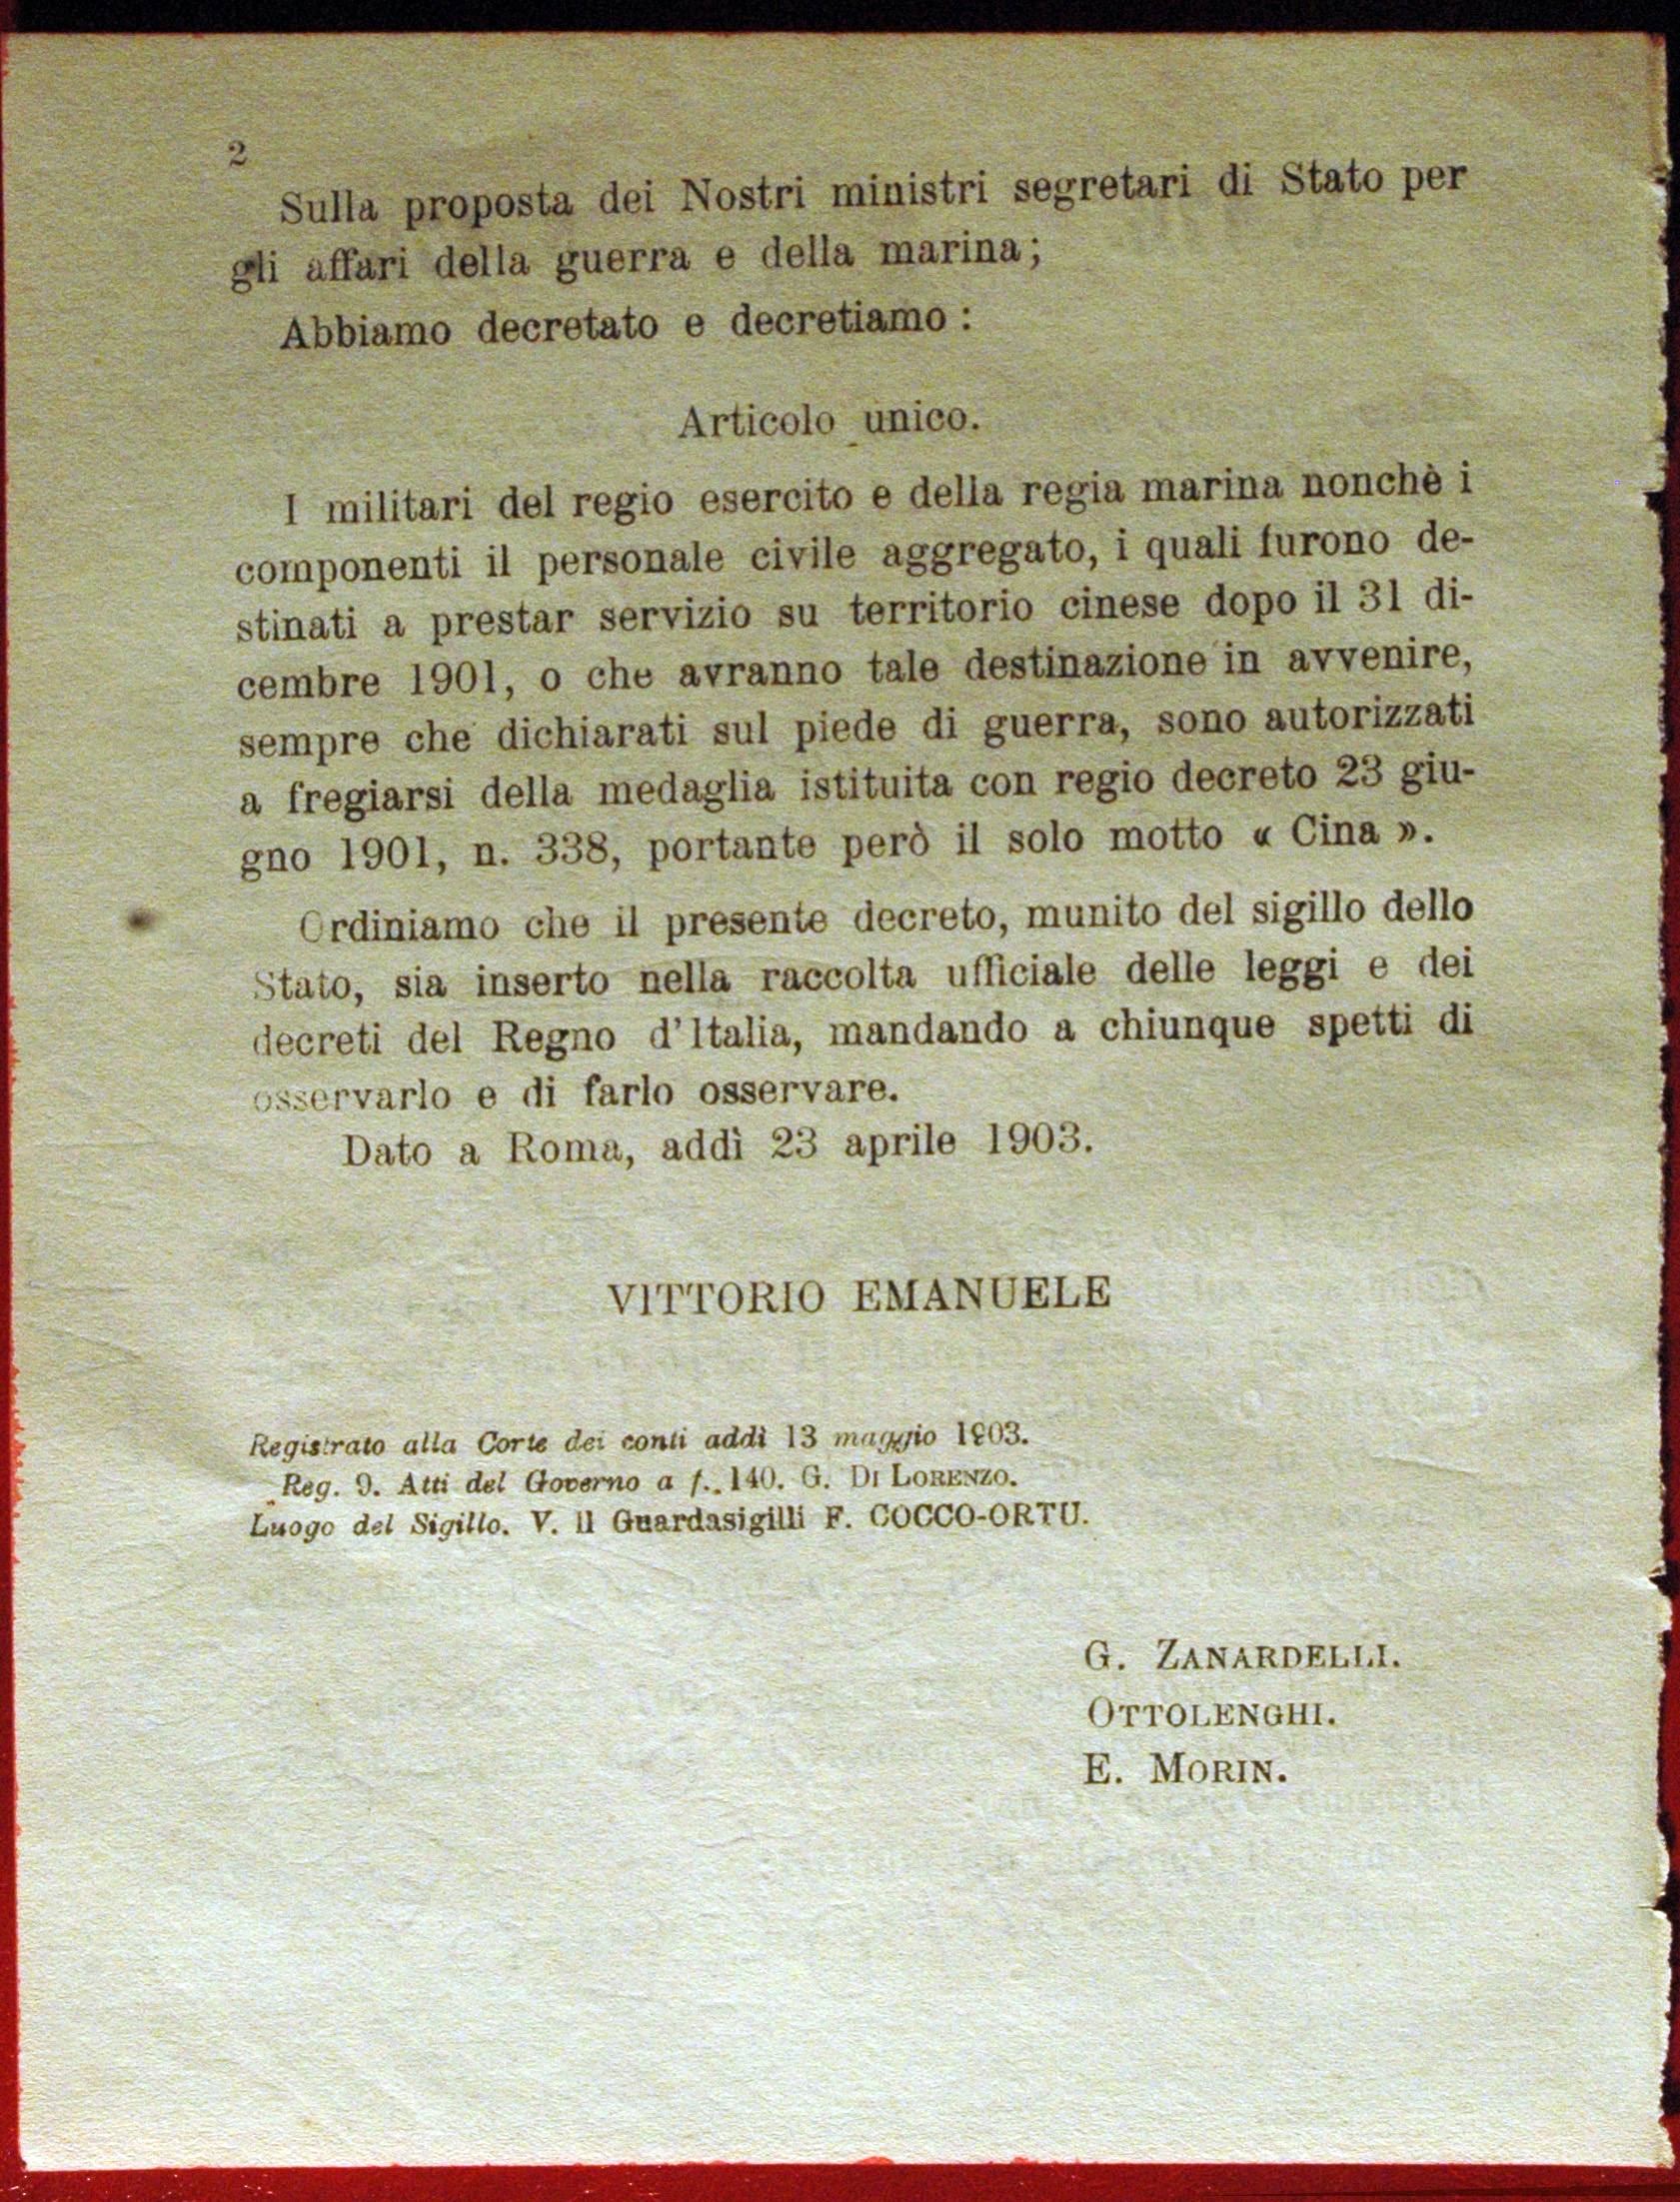 2
Sulla proposta dei Nostri ministri segretari di Stato per
gli affari della guerra e della marina;
Abbiamo decretato e decretiamo :
Articolo unico.
I militari del regio esercito e della regia marina nonchè i
componenti il personale civile aggregato, i quali furono de-
stinati a prestar servizio su territorio cinese dopo il 31 di-
cembre 1901, o che avranno tale destinazione in avvenire,
sempre che dichiarati sul piede di guerra, sono autorizzati
a fregiarsi della medaglia istituita con regio decreto 23 giu-
gno 1901, n. 338, portante però il solo motto « Cina ».
Ordiniamo che il presente decreto, munito del sigillo dello
Stato, sia inserto nella raccolta ufficiale delle leggi e dei
decreti del Regno d'Italia, mandando a chiunque spetti di
osservarlo e di farlo osservare.
Dato a Roma, addì 23 aprile 1903.
VITTORIO EMANUELE
Registrato alla Corte dei conti addì 13 maggio 1903.
Reg. 9. Atti del Governo a f. 140. G. DI LORENZO.
Luogo del Sigillo. V. Il Guardasigilli F. COCCO-ORTU.
G. ZANARDELLI.
OTTOLENGHI.
E. MORIN.